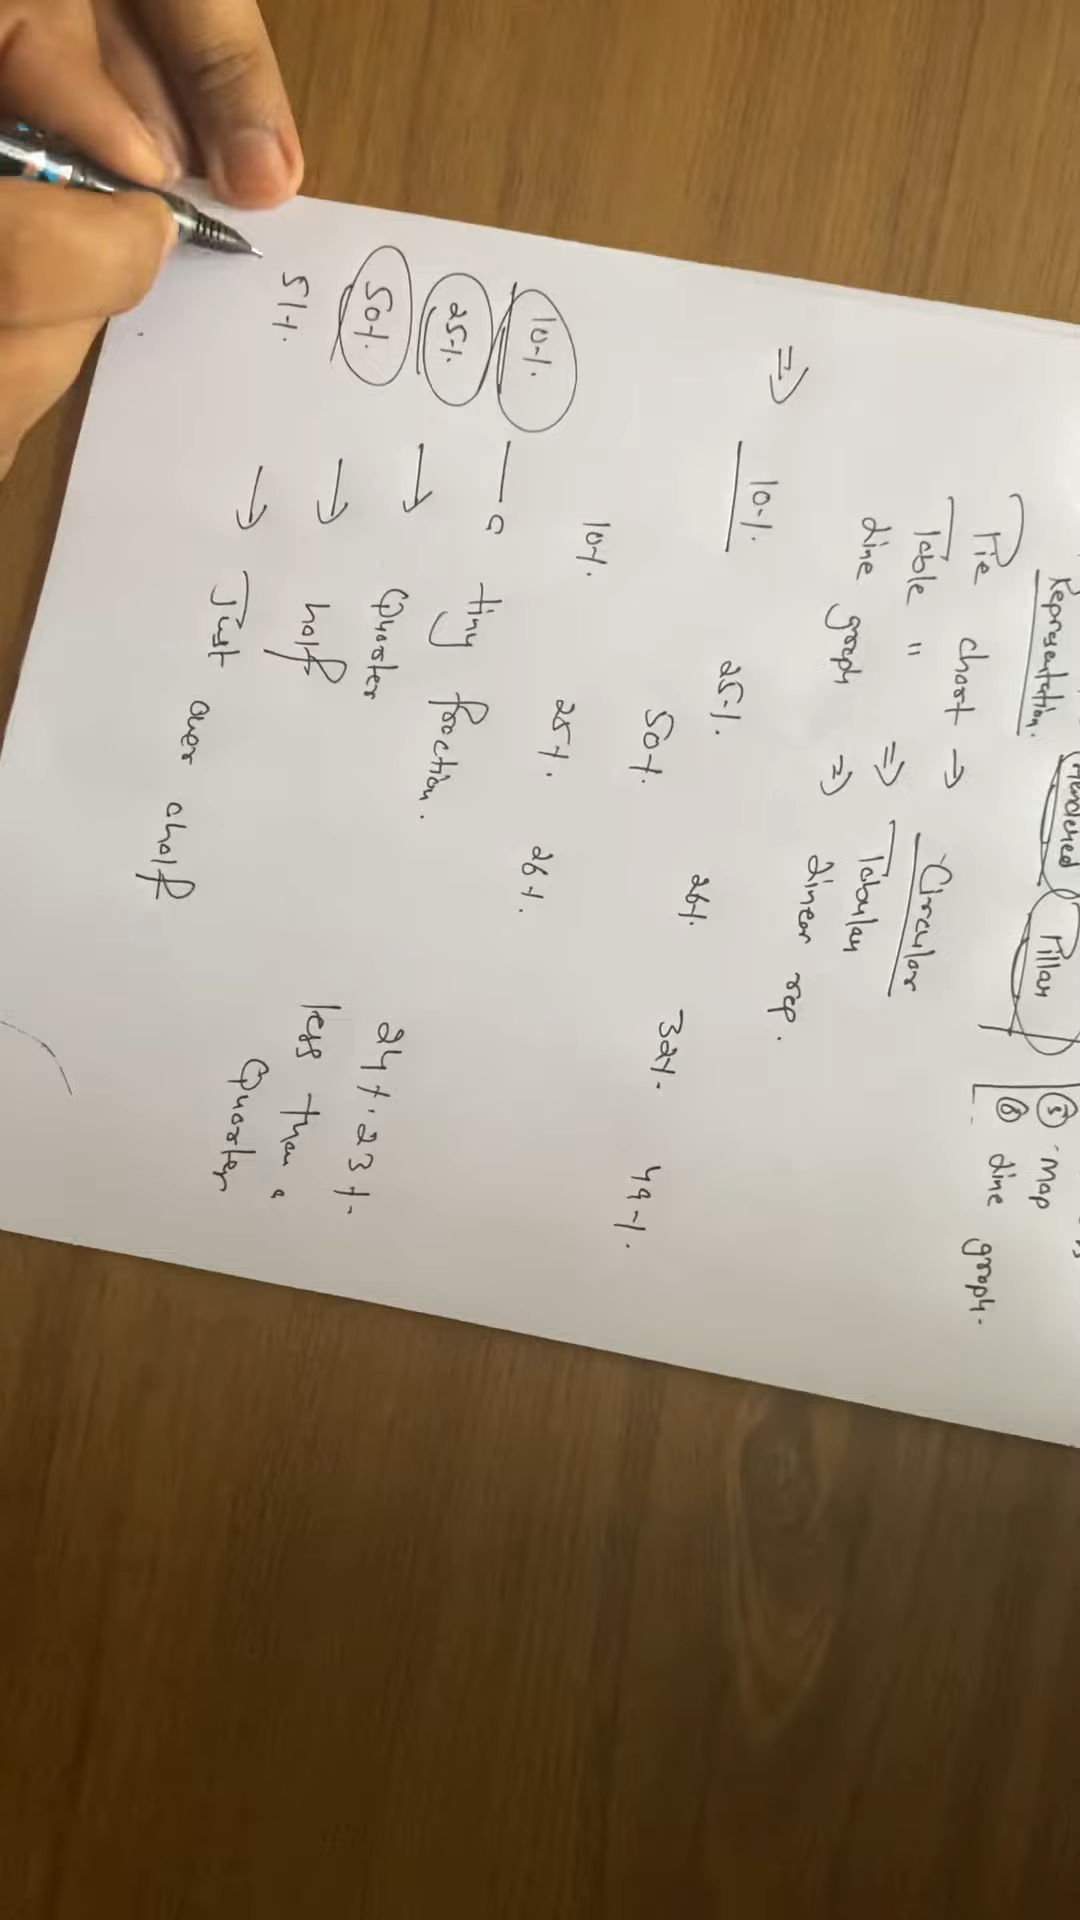 Pillar
⑤ map
⑥ Line graph.
Representation.
Pie chart → Circular
Table " ⇒ Tabular
Line graph ⇒ Linear rep.
⇒ 10% 25% 26% 32% 49%.
50%
10% 25%. 26%.
10%. — tiny fraction.
25%. → Quarter
50%. → half
51%. → Just over ahalf
24%. 23%.
less than a
Quarter